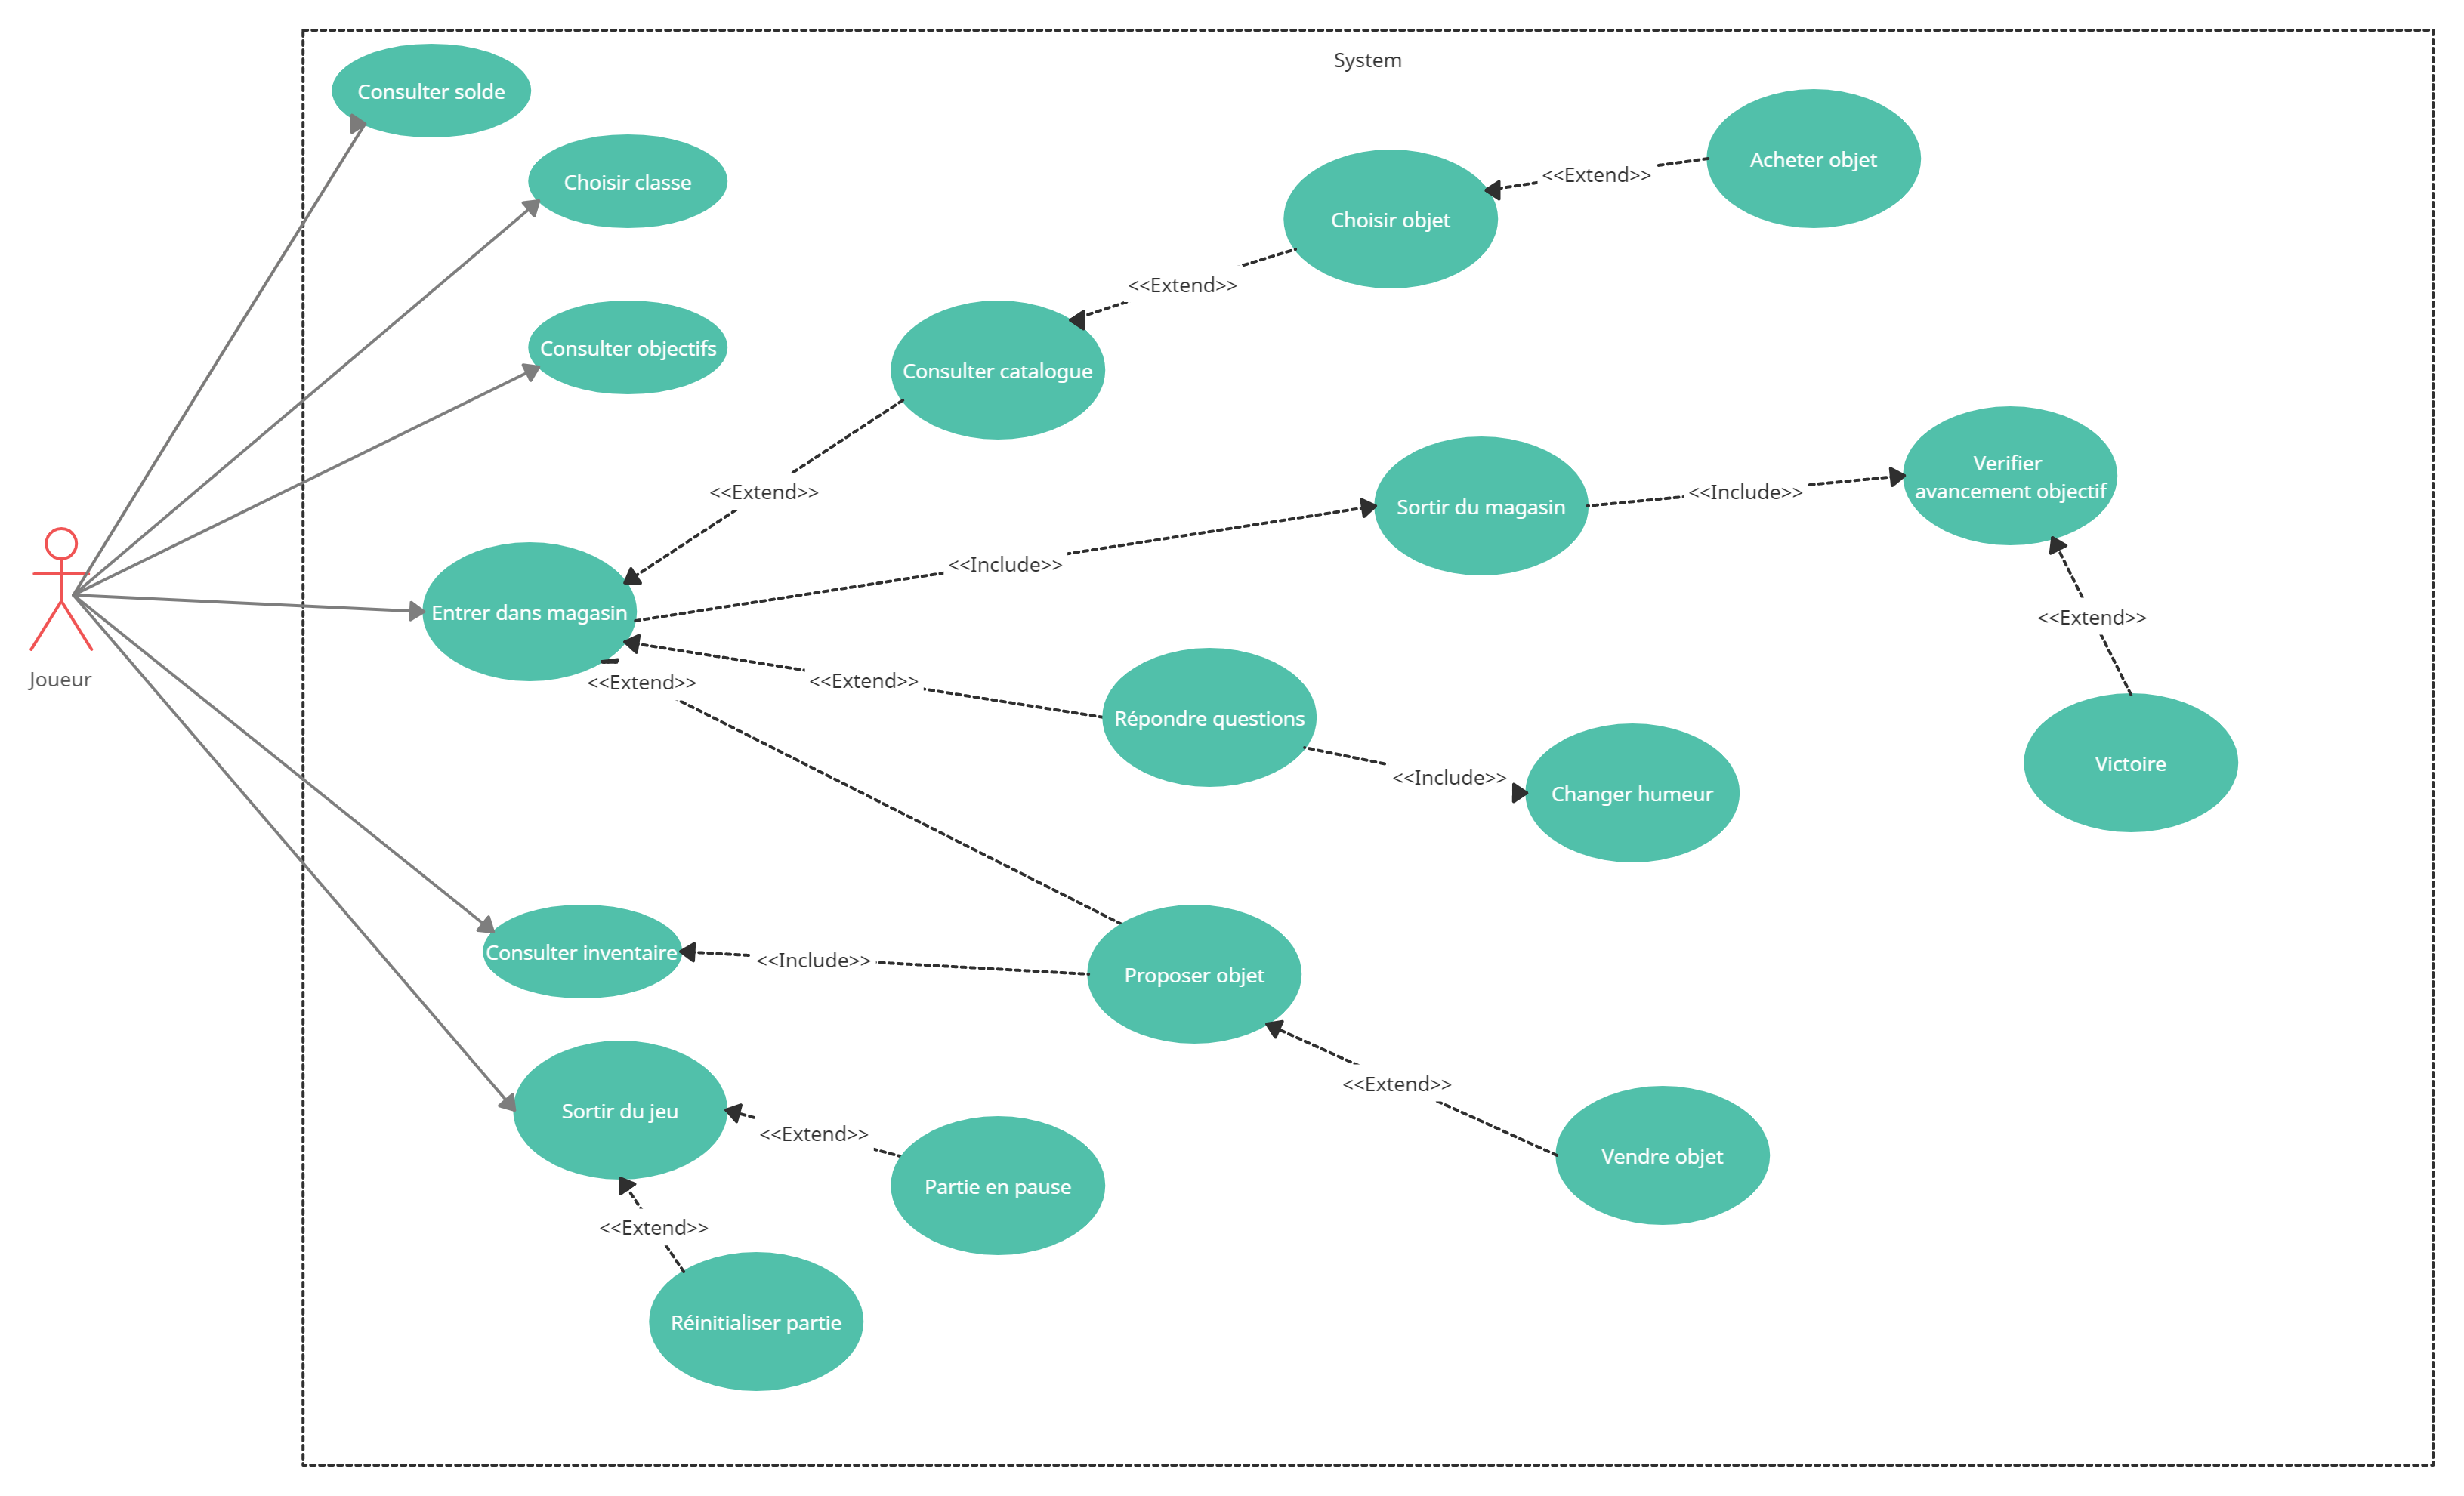 System
Consulter solde
Acheter objet
<<Extend>>
Choisir classe
Choisir objet
<<Extend>>
Consulter objectifs
Consulter catalogue
Verifier
avancement objectif
<<Extend>>
<<Include>>
Sortir du magasin
<<Include>>
Entrer dans magasin
<<Extend>>
Joueur
<<Extend>>
<<Extend>>
Répondre questions
Victoire
<<Include>>
Changer humeur
Consulter inventaire
<<Include>>
Proposer objet
<<Extend>>
Sortir du jeu
<<Extend>>
Vendre objet
Partie en pause
<<Extend>>
Réinitialiser partie